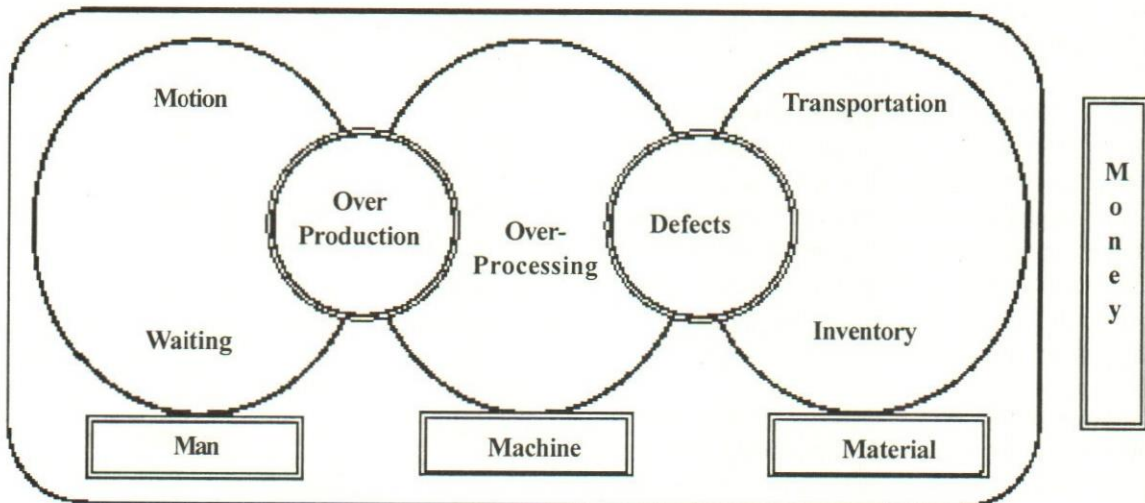 Motion
Transportation
Over
Production
Over-
Processing
Defects
Waiting
Inventory
Man
Machine
Material
M
o
n
e
y